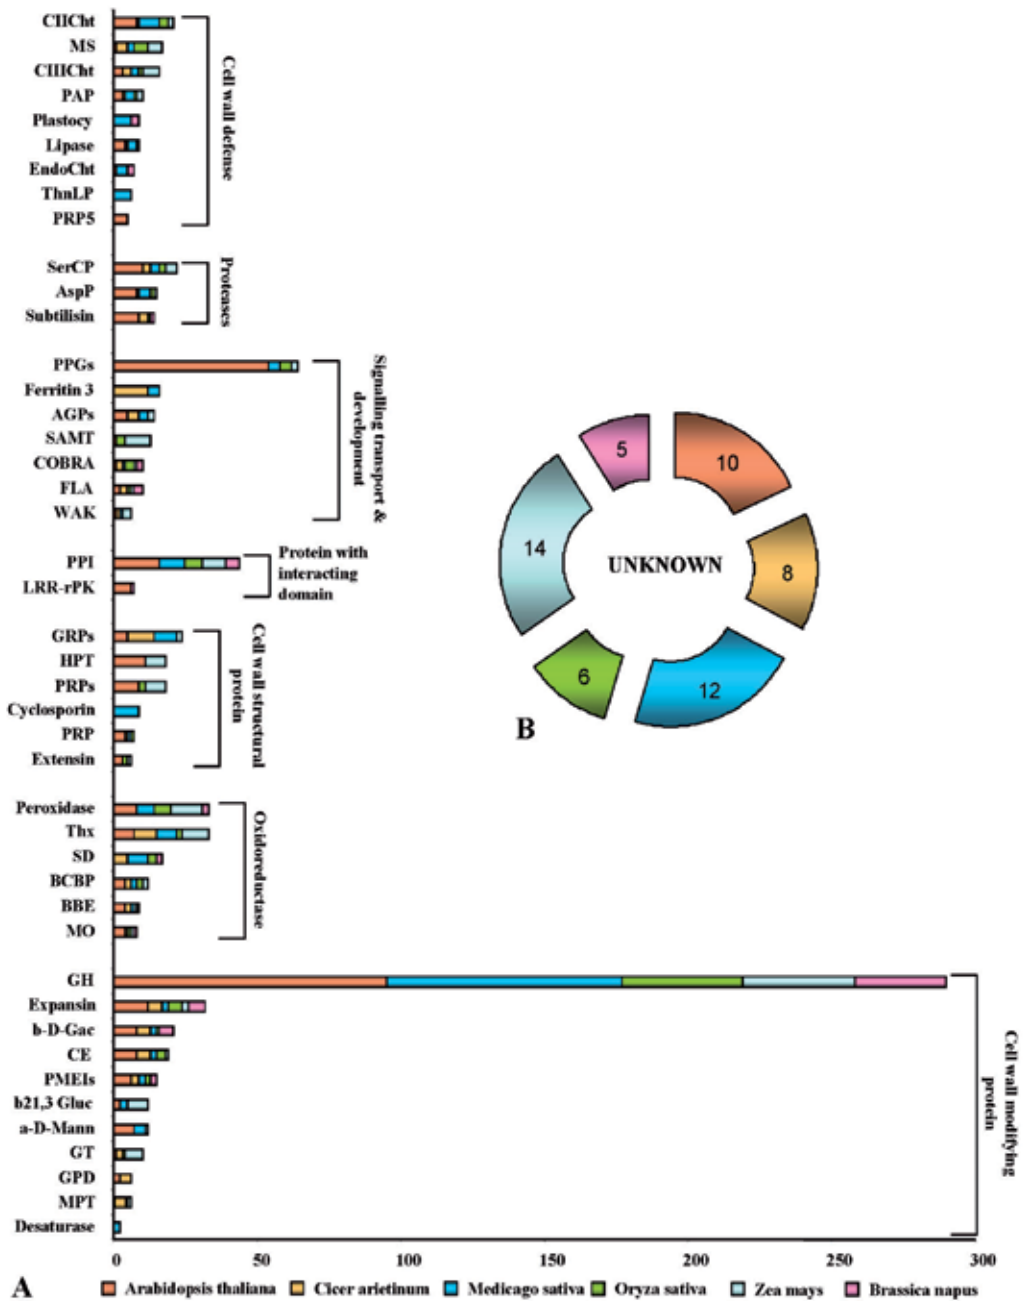 CIICht
MS
CIIICht
PAP
Plastocy
Lipase
EndoCht
ThnLP
PRP5
Cell wall defense
SerCP
AspP
Subtilisin
Proteases
PPGs
Ferritin 3
AGPs
SAMT
COBRA
FLA
WAK
Signalling transport &
development
PPI
LRR-rPK
Protein with
interacting
domain
GRPs
HPT
PRPs
Cyclosporin
PRP
Extensin
Cell wall structural
protein
Peroxidase
Thx
SD
BCBP
BBE
MO
Oxidoreductase
GH
Expansin
b-D-Gac
CE
PMEIs
b21,3 Gluc
a-D-Mann
GT
GPD
MPT
Desaturase
Cell wall modifying
protein
0 50 100 150 200 250 300
A
Arabidopsis thaliana Cicer arietinum Medicago sativa Oryza sativa Zea mays Brassica napus
5
10
14
UNKNOWN
8
6
12
B